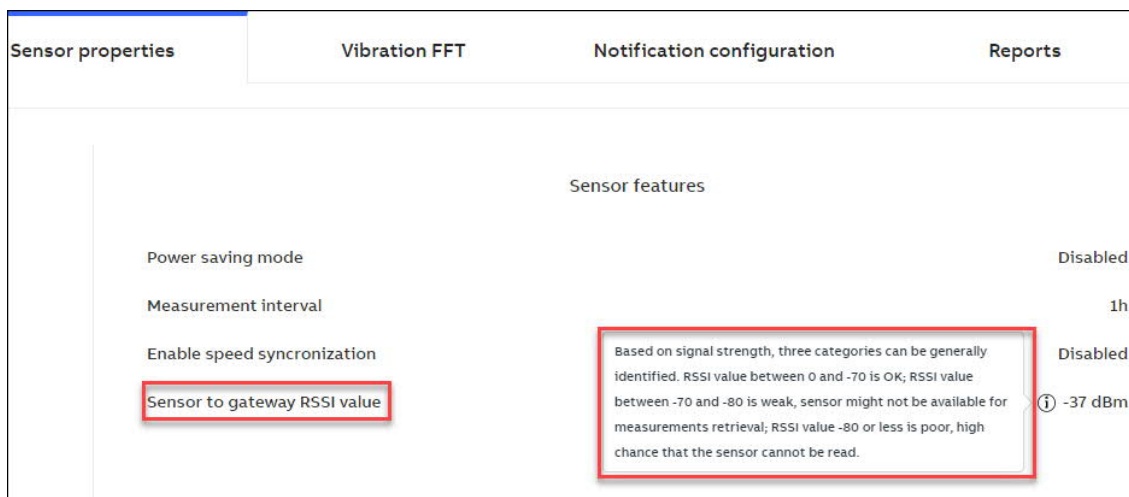 Sensor properties
Vibration FFT
Notification configuration
Reports
Sensor features
Power saving mode
Disabled
Measurement interval
1h
Enable speed syncronization
Disabled
Based on signal strength, three categories can be generally
identified. RSSI value between 0 and -70 is OK; RSSI value
between -70 and -80 is weak, sensor might not be available for
measurements retrieval; RSSI value -80 or less is poor, high
chance that the sensor cannot be read.
Sensor to gateway RSSI value
i -37 dBm